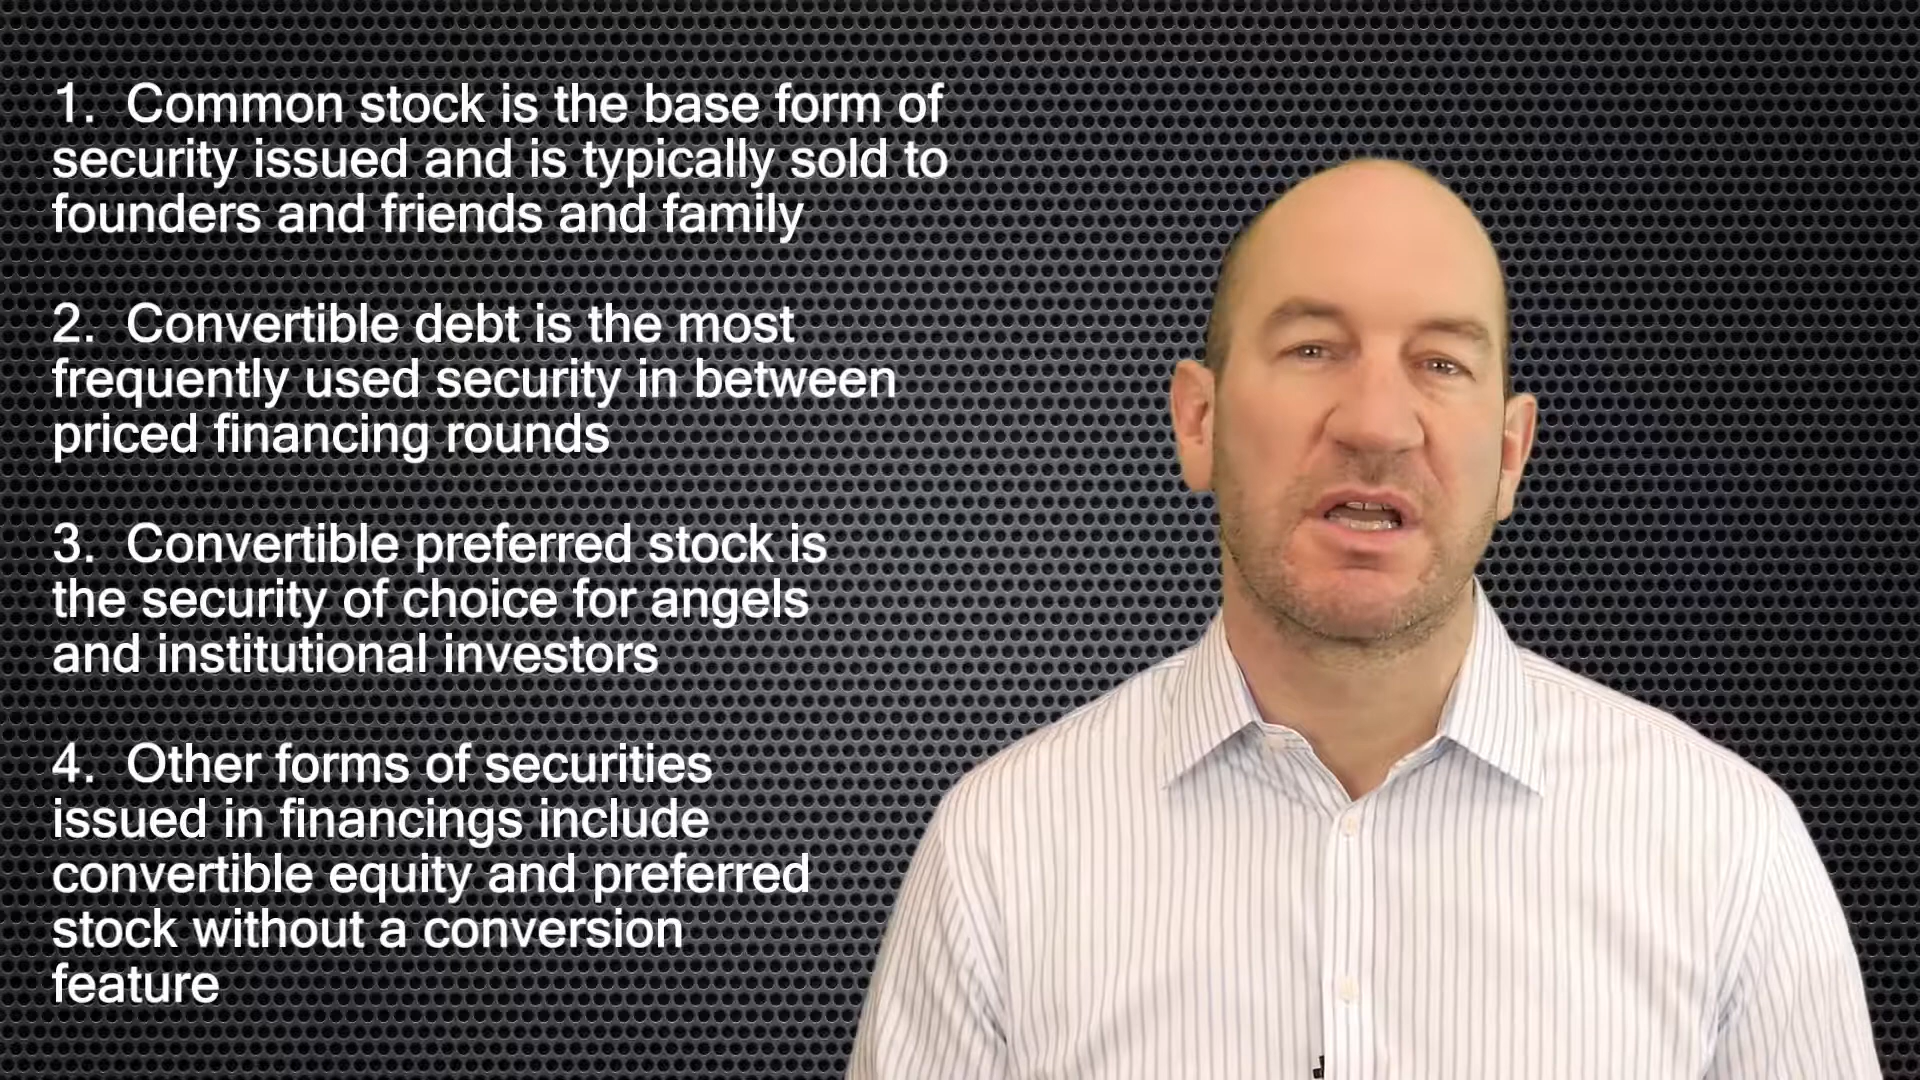 1. Common stock is the base form of
security issued and is typically sold to
founders and friends and family
2. Convertible debt is the most
frequently used security in between
priced financing rounds
3. Convertible preferred stock is
the security of choice for angels
and institutional investors
4. Other forms of securities
issued in financings include
convertible equity and preferred
stock without a conversion
feature